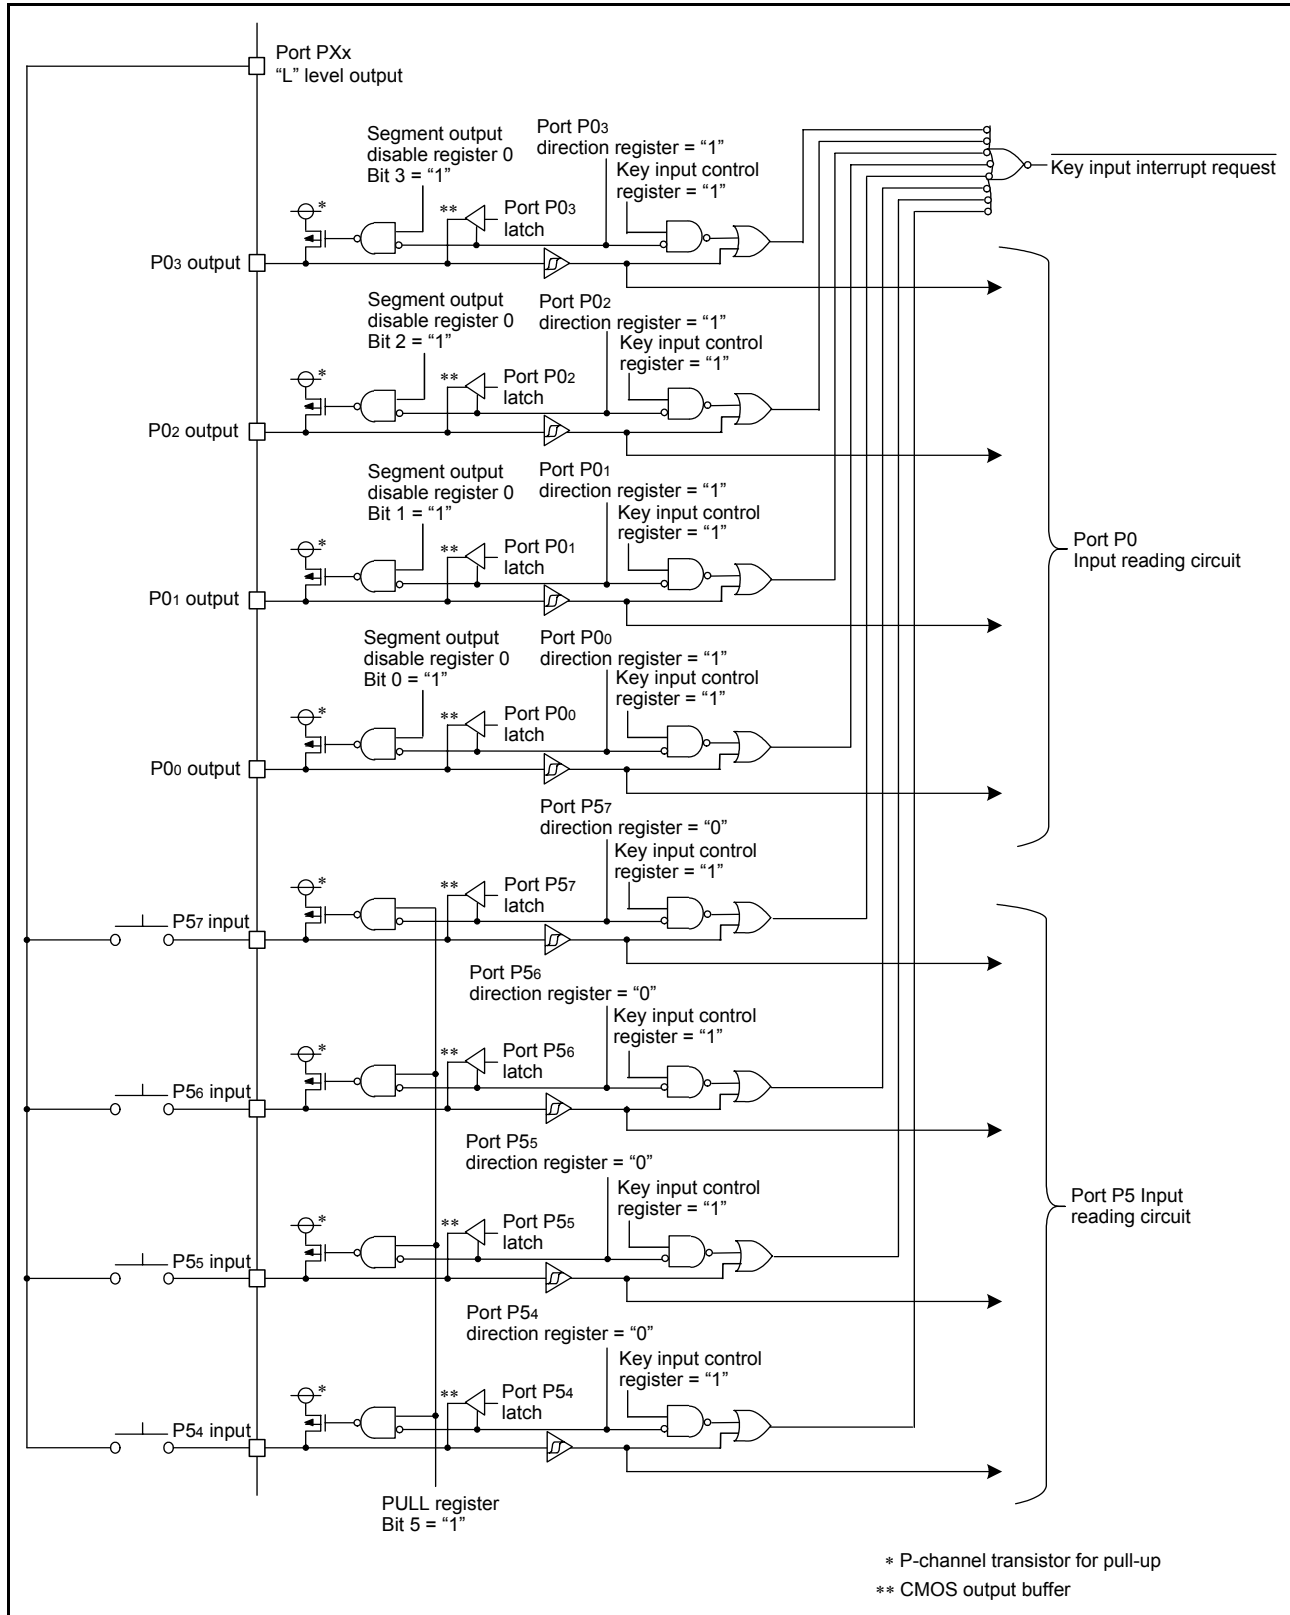 Port PXx
“L” level output
Segment output
disable register 0
Bit 3 = “1”
Port P03
direction register = “1”
Key input control
register = “1”
Key input interrupt request
*
**
Port P03
latch
P03 output
Segment output
disable register 0
Bit 2 = “1”
Port P02
direction register = “1”
Key input control
register = “1”
*
**
Port P02
latch
P02 output
Segment output
disable register 0
Bit 1 = “1”
Port P01
direction register = “1”
Key input control
register = “1”
*
**
Port P01
latch
P01 output
Port P0
Input reading circuit
Segment output
disable register 0
Bit 0 = “1”
Port P00
direction register = “1”
Key input control
register = “1”
*
**
Port P00
latch
P00 output
Port P57
direction register = “0”
Key input control
register = “1”
*
**
Port P57
latch
P57 input
Port P56
direction register = “0”
Key input control
register = “1”
*
**
Port P56
latch
P56 input
Port P55
direction register = “0”
Key input control
register = “1”
Port P5 Input
reading circuit
*
**
Port P55
latch
P55 input
Port P54
direction register = “0”
Key input control
register = “1”
*
**
Port P54
latch
P54 input
PULL register
Bit 5 = “1”
* P-channel transistor for pull-up
** CMOS output buffer